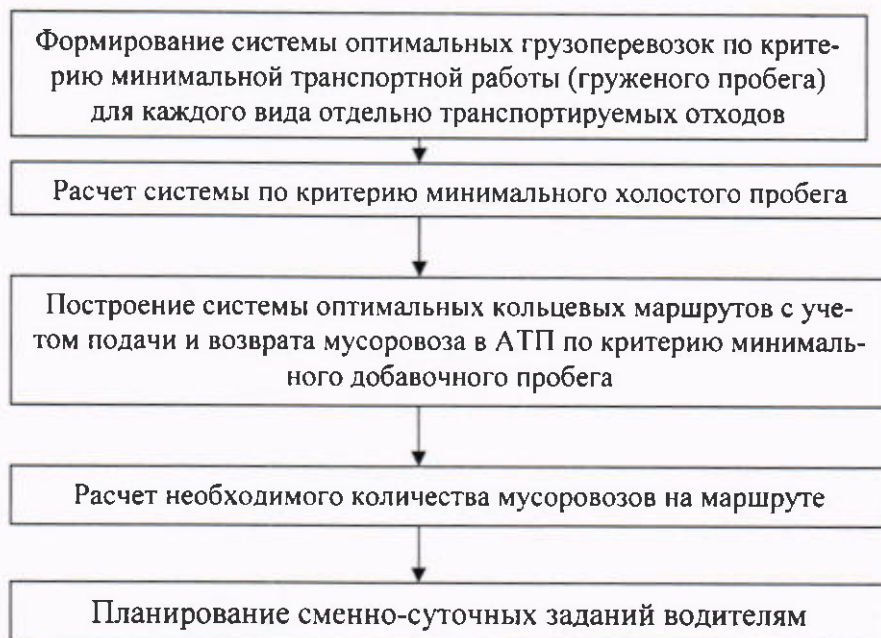 Формирование системы оптимальных грузоперевозок по крите-
рию минимальной транспортной работы (груженого пробега)
для каждого вида отдельно транспортируемых отходов
Расчет системы по критерию минимального холостого пробега
Построение системы оптимальных кольцевых маршрутов с уче-
том подачи и возврата мусоровоза в АТП по критерию минималь-
ного добавочного пробега
Расчет необходимого количества мусоровозов на маршруте
Планирование сменно-суточных заданий водителям